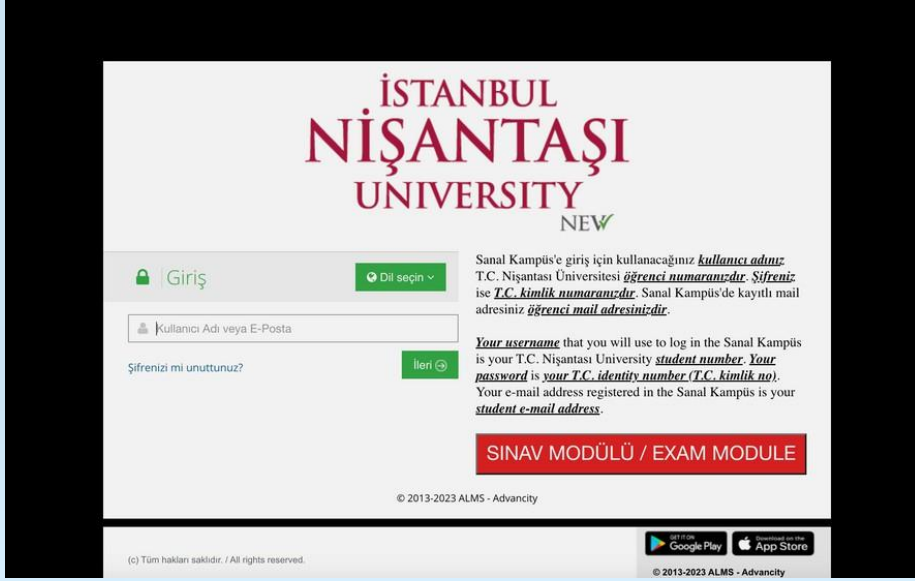 İSTANBUL
NİŞANTAŞI
UNIVERSITY
NEW
Giriş
Dil seçin
Kullanıcı Adı veya E-Posta
Şifrenizi mi unuttunuz?
İleri
Sanal Kampüs'e giriş için kullanacağınız kullanıcı adınız
T.C. Nişantası Üniversitesi öğrenci numaranızdır. Şifreniz
ise T.C. kimlik numaranızdır. Sanal Kampüs'de kayıtlı mail
adresiniz öğrenci mail adresinizdir.
Your username that you will use to log in the Sanal Kampüs
is your T.C. Nişantası University student number. Your
password is your T.C. identity number (T.C. kimlik no).
Your e-mail address registered in the Sanal Kampüs is your
student e-mail address.
SINAV MODÜLÜ / EXAM MODULE
© 2013-2023 ALMS - Advancity
(c) Tüm hakları saklıdır. / All rights reserved.
GET IT ON
Google Play
Download on the
App Store
© 2013-2023 ALMS - Advancity